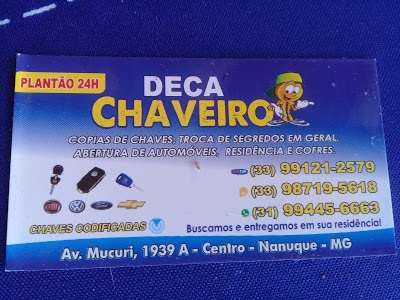 PLANTÃO 24H
DECA
CHAVEIRO
CÓPIAS DE CHAVES, TROCA DE SEGREDOS EM GERAL.
ABERTURA DE AUTOMÓVEIS, RESIDÊNCIA E COFRES.
(33) 99121-2579
(33) 98719-5618
(31) 99445-6663
CHAVES CODIFICADAS
Buscamos e entregamos em sua residência!
Av. Mucuri, 1939 A - Centro - Nanuque - MG